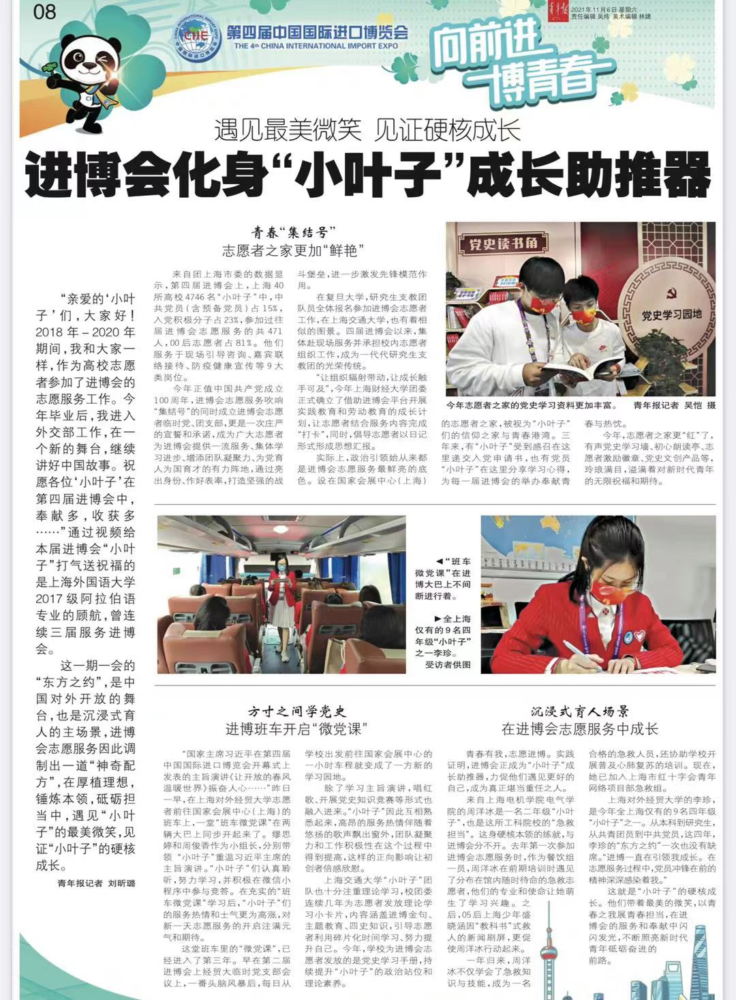 08
CHINA INTERNATIONAL IMPORT EXPO
CIIE
中国国际进口博览会
第四届中国国际进口博览会
THE 4th CHINA INTERNATIONAL IMPORT EXPO
向前进
博青春
青年报
2021年11月6日 星期六
责任编辑 吴炜 美术编辑 林婕
遇见最美微笑 见证硬核成长
进博会化身“小叶子”成长助推器
“亲爱的‘小叶
子’们，大家好！
2018年－2020年
期间，我和大家一
样，作为高校志愿
者参加了进博会的
志愿服务工作。今
年毕业后，我进入
外交部工作，在一
个新的舞台，继续
讲好中国故事。祝
愿各位‘小叶子’在
第四届进博会中，
奉献多，收获多
……”通过视频给
本届进博会“小叶
子”打气送祝福的
是上海外国语大学
2017级阿拉伯语
专业的顾航，曾连
续三届服务进博
会。
这一期一会的
“东方之约”，是中
国对外开放的舞
台，也是沉浸式育
人的主场景，进博
会志愿服务因此调
制出一道“神奇配
方”，在厚植理想，
锤炼本领，砥砺担
当中，遇见“小叶
子”的最美微笑，见
证“小叶子”的硬核
成长。
青年报记者 刘昕璐
青春“集结号”
志愿者之家更加“鲜艳”
来自团上海市委的数据显
示，第四届进博会上，上海40
所高校4746名“小叶子”中，中
共党员（含预备党员）占15%，
入党积极分子占23%，参加过往
届进博会志愿服务的共471
人，00后志愿者占81%。他们
服务于现场引导咨询、嘉宾联
络接待、防疫健康宣传等9大
类岗位。
今年正值中国共产党成立
100周年，进博会志愿服务吹响
“集结号”的同时成立进博会志愿
者临时党、团支部，更是一次庄严
的宣誓和承诺，成为广大志愿者
为进博会提供一流服务、集体学
习进步、增添团队凝聚力、为党育
人为国育才的有力阵地，通过亮
出身份、作好表率，打造坚强的战
斗堡垒，进一步激发先锋模范作
用。
在复旦大学，研究生支教团
队员全体报名参加进博会志愿者
工作，在上海交通大学，也有着相
似的图景。四届进博会以来，集
体赴现场服务并承担校内志愿者
组织工作，成为一代代研究生支
教团的光荣传统。
“让组织辐射带动，让成长触
手可及”，今年上海财经大学团委
正式确立了借助进博会平台开展
实践教育和劳动教育的成长计
划，让志愿者结合服务内容完成
“打卡”，同时，倡导志愿者以日记
形式形成思想汇报。
实际上，政治引领始从来都
是进博会志愿服务最鲜亮的底
色。设在国家会展中心（上海）
党史读书角
党史学习园地
今年志愿者之家的党史学习资料更加丰富。 青年报记者 吴恺 摄
的志愿者之家，被视为“小叶子”
们的信仰之家与青春港湾。三
年来，有“小叶子”受到感召在这
里递交入党申请书，也有党员
“小叶子”在这里分享学习心得，
为每一届进博会的举办奉献青
春与热忱。
今年，志愿者之家更“红”了，
有声党史学习墙、初心朗读亭、志
愿者激励徽章、党史文创产品等，
玲琅满目，溢满着对新时代青年
的无限祝福和期待。
◀“班车
微党课”在进
博大巴上不间
断进行着。
▶全上海
仅有的9名四
年级“小叶子”
之一李珍。
受访者供图
方寸之间学党史
进博班车开启“微党课”
“国家主席习近平在第四届
中国国际进口博览会开幕式上
发表的主旨演讲《让开放的春风
温暖世界》振奋人心……”昨日
一早，在上海对外经贸大学志愿
者前往国家会展中心（上海）的
班车上，一堂“班车微党课”在两
辆大巴上同步开起来了。缪思
婷和周俊香作为小组长，分别带
领 “小叶子”重温习近平主席的
主旨演讲。“小叶子”们认真聆
听，努力学习，并积极在微信小
程序中参与竞答。在充实的“班
车微党课”学习后，“小叶子”们
的服务热情和士气更为高涨，对
新一天志愿服务的开启注满元
气和期待。
这堂班车里的“微党课”，已
经进入了第三年。早在第二届
进博会上经贸大临时党支部会
议上，一番头脑风暴后，每日从
学校出发前往国家会展中心的
一小时车程就变成了一方新的
学习园地。
除了学习主旨演讲，唱红
歌、开展党史知识竞赛等形式也
融入进来。“小叶子”因此互相熟
悉起来，高昂的服务热情伴随着
悠扬的歌声飘出窗外，团队凝聚
力和工作积极性在这个过程中
得到提高，这样的正向影响让初
创者倍感欣慰。
上海交通大学“小叶子”团
队也十分注重理论学习，校团委
连续几年为志愿者发放理论学
习小卡片，内容涵盖进博金句、
主题教育、四史知识，引导志愿
者利用碎片化时间学习、努力提
升自己。今年，学校为进博会志
愿者发放的是党史学习手册，持
续提升“小叶子”的政治站位和
理论素养。
沉浸式育人场景
在进博会志愿服务中成长
青春有我，志愿进博。实践
证明，进博会正成为“小叶子”成
长助推器，力促他们遇见更好的
自己，成为真正堪当重任之人。
来自上海电机学院电气学
院的周洋冰是一名二年级“小叶
子”，也是这所工科院校的“急救
担当”。这身硬核本领的练就，与
进博会分不开。去年第一次参加
进博会志愿服务时，作为餐饮组
一员，周洋冰在前期培训时遇见
了分布在馆内随时待命的急救志
愿者，他们的专业和使命让她萌
生了学习兴趣。之
后，05后上海少年盛
晓涵因“教科书”式救
人的新闻刷屏，更促
使周洋冰行动起来。
一年归来，周洋
冰不仅学会了急救知
识与技能，成为一名
合格的急救人员，还协助学校开
展普及心肺复苏的培训。现在，
她已加入上海市红十字会青年
网络项目部急救组。
上海对外经贸大学的李珍，
是今年全上海仅有的9名四年级
“小叶子”之一。从本科到研究生，
从共青团员到中共党员，这四年，
李珍的“东方之约”一次也没有缺
席。“进博一直在引领我成长。在
志愿服务过程中，党员冲锋在前的
精神深深感染着我。”
这就是“小叶子”的硬核成
长。他们带着最美的微笑，以青
春之我展青春担当，在进
博会的服务和奉献中闪
闪发光，不断照亮新时代
青年砥砺奋进的
前路。